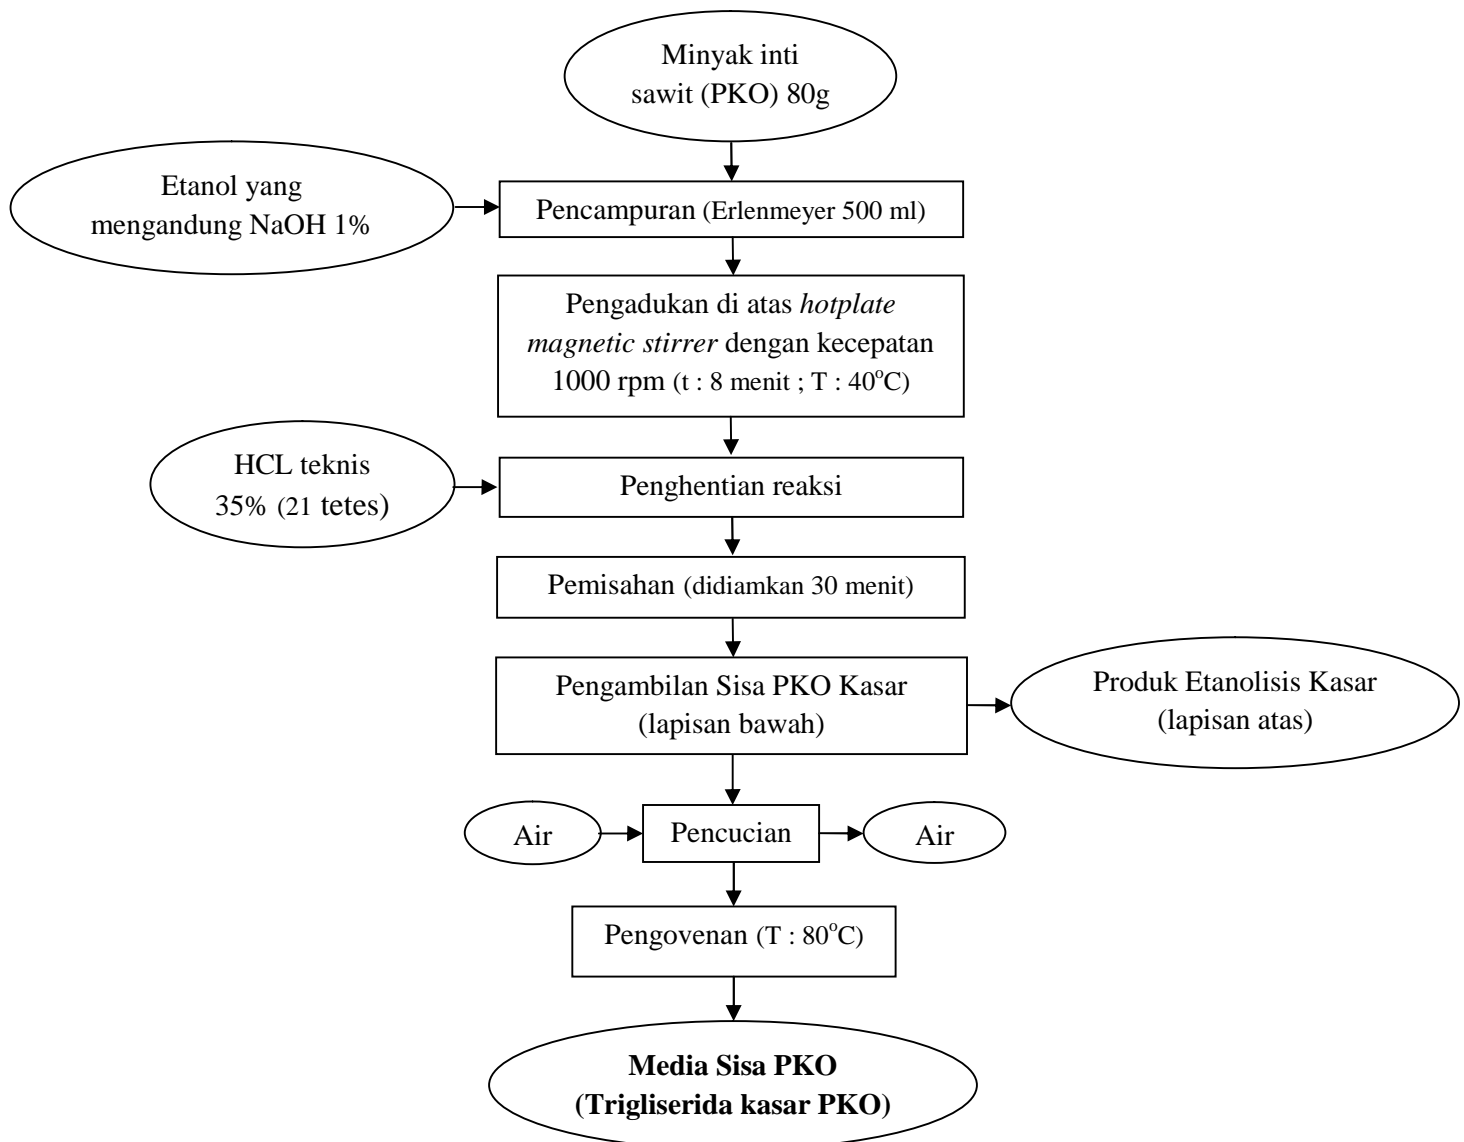 Minyak inti
sawit (PKO) 80g
Etanol yang
mengandung NaOH 1%
Pencampuran (Erlenmeyer 500 ml)
Pengadukan di atas hotplate
magnetic stirrer dengan kecepatan
1000 rpm (t : 8 menit ; T : 40°C)
HCL teknis
35% (21 tetes)
Penghentian reaksi
Pemisahan (didiamkan 30 menit)
Pengambilan Sisa PKO Kasar
(lapisan bawah)
Produk Etanolisis Kasar
(lapisan atas)
Air
Pencucian
Air
Pengovenan (T : 80°C)
Media Sisa PKO
(Trigliserida kasar PKO)